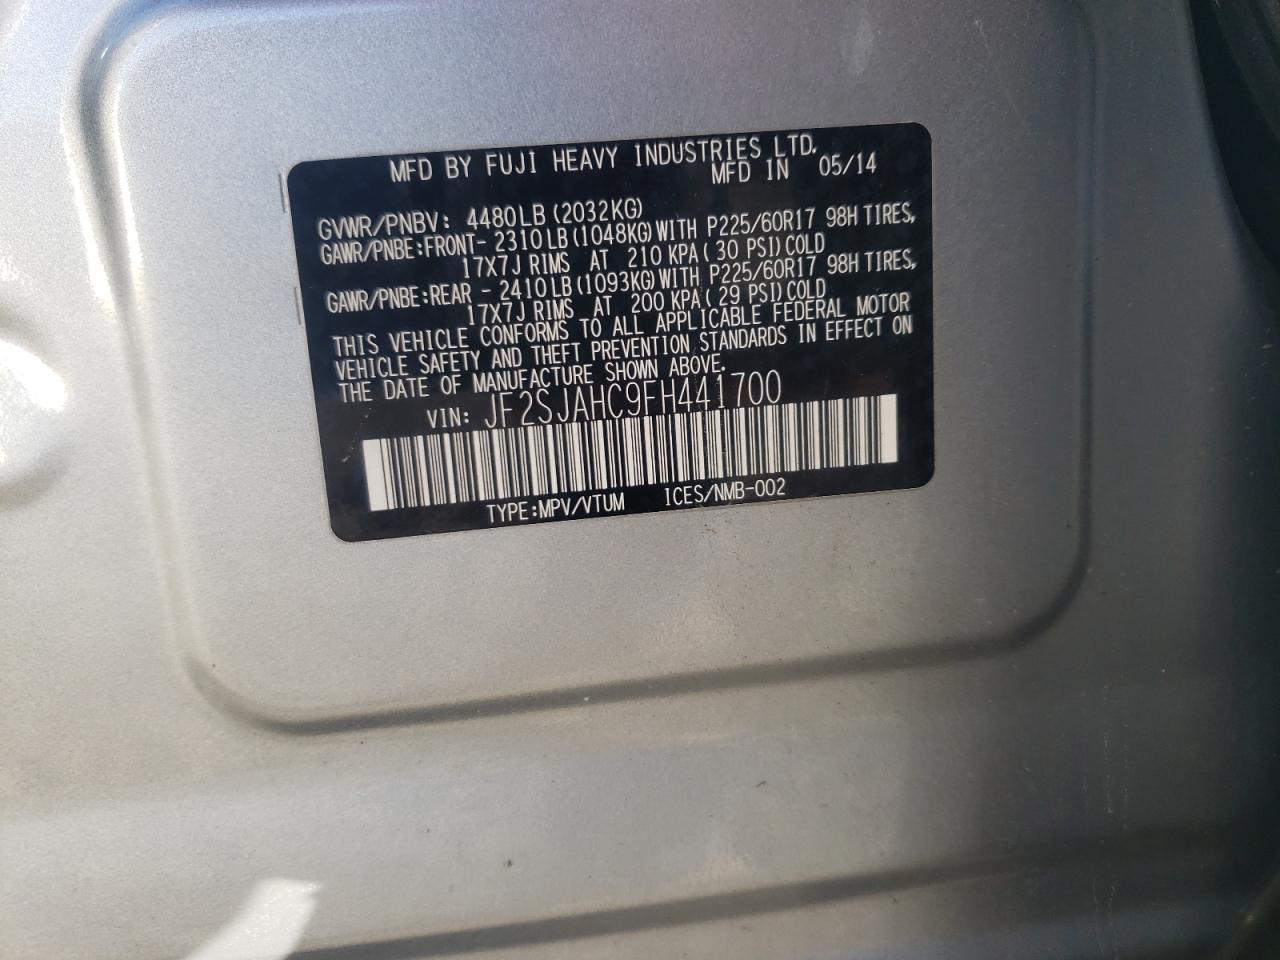 MFD BY FUJI HEAVY INDUSTRIES LTD.
MFD IN 05/14
GVWR/PNBV: 4480LB (2032KG)
GAWR/PNBE:FRONT- 2310LB (1048KG) WITH P225/60R17 98H TIRES,
17X7J RIMS AT 210 KPA ( 30 PSI) COLD
GAWR/PNBE:REAR - 2410LB (1093KG) WITH P225/60R17 98H TIRES,
17X7J RIMS AT 200 KPA ( 29 PSI) COLD
THIS VEHICLE CONFORMS TO ALL APPLICABLE FEDERAL MOTOR
VEHICLE SAFETY AND THEFT PREVENTION STANDARDS IN EFFECT ON
THE DATE OF MANUFACTURE SHOWN ABOVE.
VIN: JF2SJAHC9FH441700
TYPE:MPV/VTUM ICES/NMB-002